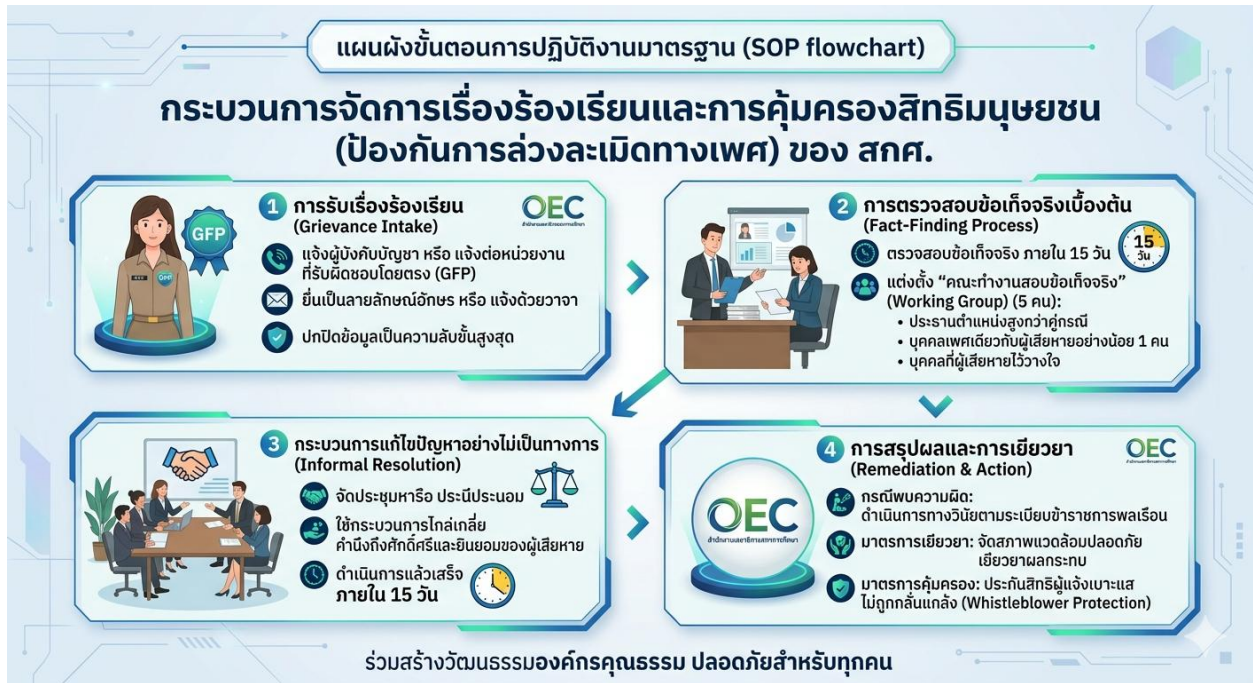 แผนผังขั้นตอนการปฏิบัติงานมาตรฐาน (SOP flowchart)
กระบวนการจัดการเรื่องร้องเรียนและการคุ้มครองสิทธิมนุษยชน
(ป้องกันการล่วงละเมิดทางเพศ) ของ สกศ.
GFP
1 การรับเรื่องร้องเรียน
(Grievance Intake)
OEC
สำนักงานเลขาธิการสภาการศึกษา
แจ้งผู้บังคับบัญชา หรือ แจ้งต่อหน่วยงาน
ที่รับผิดชอบโดยตรง (GFP)
ยื่นเป็นลายลักษณ์อักษร หรือ แจ้งด้วยวาจา
ปกปิดข้อมูลเป็นความลับขั้นสูงสุด
2 การตรวจสอบข้อเท็จจริงเบื้องต้น
(Fact-Finding Process)
ตรวจสอบข้อเท็จจริง ภายใน 15 วัน
15
วัน
แต่งตั้ง “คณะทำงานสอบข้อเท็จจริง”
(Working Group) (5 คน):
• ประธานตำแหน่งสูงกว่าคู่กรณี
• บุคคลเพศเดียวกับผู้เสียหายอย่างน้อย 1 คน
• บุคคลที่ผู้เสียหายไว้วางใจ
3 กระบวนการแก้ไขปัญหาอย่างไม่เป็นทางการ
(Informal Resolution)
จัดประชุมหารือ ประนีประนอม
ใช้กระบวนการไกล่เกลี่ย
คำนึงถึงศักดิ์ศรีและยินยอมของผู้เสียหาย
ดำเนินการแล้วเสร็จ
ภายใน 15 วัน
4 การสรุปผลและการเยียวยา
(Remediation & Action)
OEC
OEC
กรณีพบความผิด:
ดำเนินการทางวินัยตามระเบียบข้าราชการพลเรือน
มาตรการเยียวยา: จัดสภาพแวดล้อมปลอดภัย
เยียวยาผลกระทบ
มาตรการคุ้มครอง: ประกันสิทธิผู้แจ้งเบาะแส
ไม่ถูกกลั่นแกล้ง (Whistleblower Protection)
ร่วมสร้างวัฒนธรรมองค์กรคุณธรรม ปลอดภัยสำหรับทุกคน